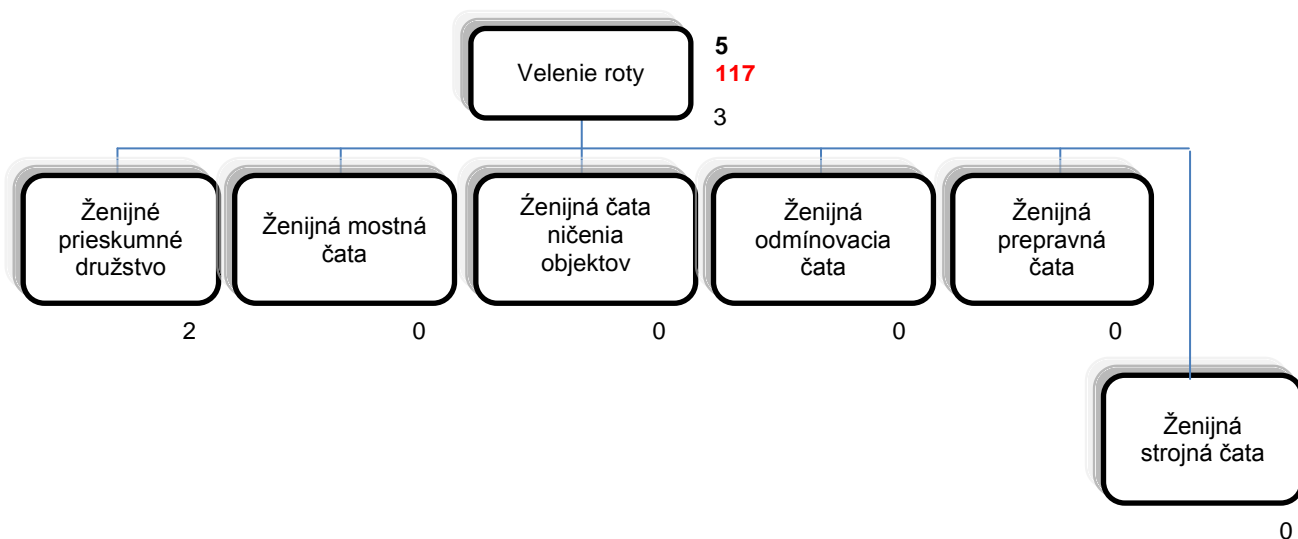 Velenie roty
5
117
3
Ženijné
prieskumné
družstvo
2
Ženijná mostná
čata
0
Źenijná čata
ničenia
objektov
0
Ženijná
odmínovacia
čata
0
Ženijná
prepravná
čata
0
Ženijná
strojná čata
0